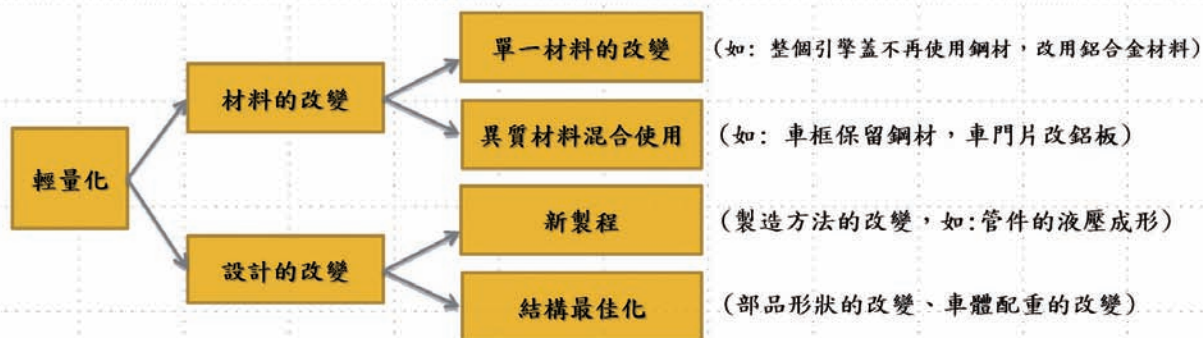 輕量化
材料的改變
單一材料的改變 (如: 整個引擎蓋不再使用鋼材，改用鋁合金材料)
異質材料混合使用 (如: 車框保留鋼材，車門片改鋁板)
設計的改變
新製程 (製造方法的改變，如:管件的液壓成形)
結構最佳化 (部品形狀的改變、車體配重的改變)